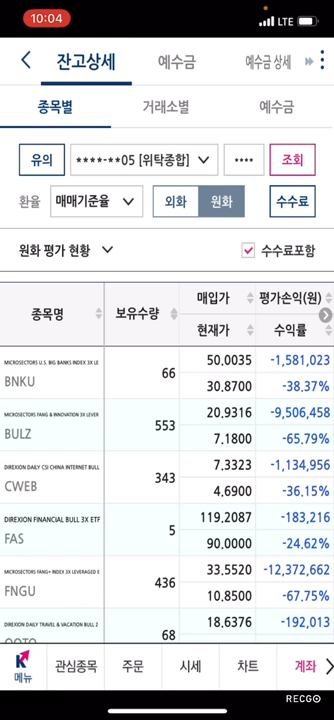 10:04
LTE
잔고상세
예수금
예수금 상세
종목별
거래소별
예수금
유의
****-**05 [위탁종합]
••••
조회
환율
매매기준율
외화
원화
수수료
원화 평가 현황
수수료포함
종목명
보유수량
매입가
평가손익(원)
현재가
수익률
MICROSECTORS U.S. BIG BANKS INDEX 3X LE
BNKU
66
50.0035
-1,581,023
30.8700
-38.37%
MICROSECTORS FANG & INNOVATION 3X LEVER
BULZ
553
20.9316
-9,506,458
7.1800
-65.79%
DIREXION DAILY CSI CHINA INTERNET BULL
CWEB
343
7.3323
-1,134,956
4.6900
-36.15%
DIREXION FINANCIAL BULL 3X ETF
FAS
5
119.2087
-183,216
90.0000
-24.62%
MICROSECTORS FANG+ INDEX 3X LEVERAGED E
FNGU
436
33.5520
-12,372,662
10.8500
-67.75%
DIREXION DAILY TRAVEL & VACATION BULL 2
68
18.6376
-192,013
메뉴
관심종목
주문
시세
차트
계좌
RECGO